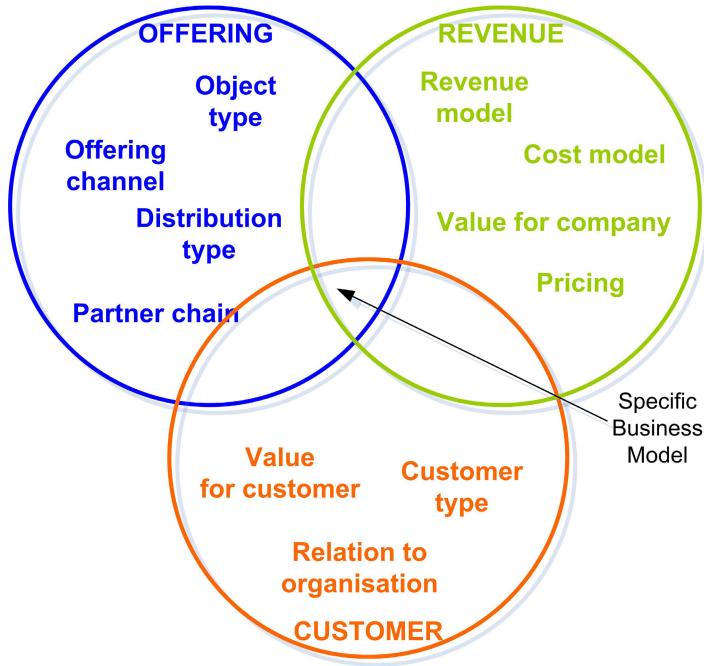 OFFERING
Object
type
Offering
channel
Distribution
type
Partner chain
REVENUE
Revenue
model
Cost model
Value for company
Pricing
Specific
Business
Model
Value
for customer
Customer
type
Relation to
organisation
CUSTOMER